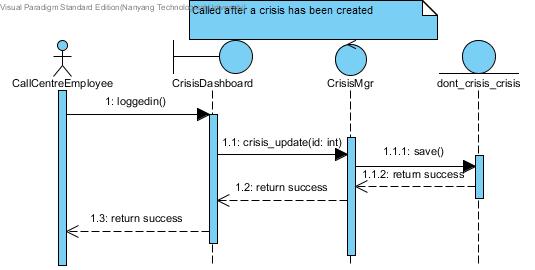 Visual Paradigm Standard Edition(Nanyang Technological
Called after a crisis has been created
CallCentreEmployee
CrisisDashboard
CrisisMgr
dont_crisis_crisis
1: loggedin()
1.1: crisis_update(id: int)
1.1.1: save()
1.1.2: return success
1.2: return success
1.3: return success